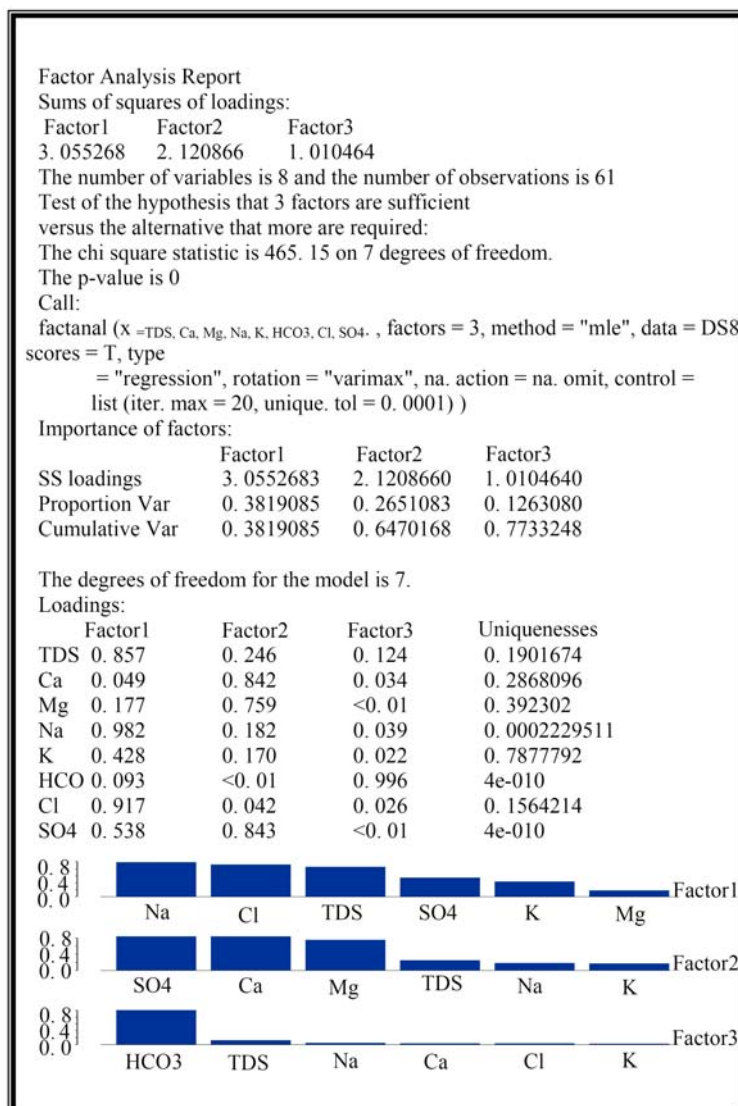 Factor Analysis Report
Sums of squares of loadings:
Factor1 Factor2 Factor3
3. 055268 2. 120866 1. 010464
The number of variables is 8 and the number of observations is 61
Test of the hypothesis that 3 factors are sufficient
versus the alternative that more are required:
The chi square statistic is 465. 15 on 7 degrees of freedom.
The p-value is 0
Call:
factanal (x =TDS, Ca, Mg, Na, K, HCO3, Cl, SO4. , factors = 3, method = "mle", data = DS8
scores = T, type
= "regression", rotation = "varimax", na. action = na. omit, control =
list (iter. max = 20, unique. tol = 0. 0001) )
Importance of factors:
Factor1 Factor2 Factor3
SS loadings 3. 0552683 2. 1208660 1. 0104640
Proportion Var 0. 3819085 0. 2651083 0. 1263080
Cumulative Var 0. 3819085 0. 6470168 0. 7733248
The degrees of freedom for the model is 7.
Loadings:
Factor1 Factor2 Factor3 Uniquenesses
TDS 0. 857 0. 246 0. 124 0. 1901674
Ca 0. 049 0. 842 0. 034 0. 2868096
Mg 0. 177 0. 759 <0. 01 0. 392302
Na 0. 982 0. 182 0. 039 0. 0002229511
K 0. 428 0. 170 0. 022 0. 7877792
HCO 0. 093 <0. 01 0. 996 4e-010
Cl 0. 917 0. 042 0. 026 0. 1564214
SO4 0. 538 0. 843 <0. 01 4e-010
0. 8
0. 4
0. 0
Factor1
Na Cl TDS SO4 K Mg
0. 8
0. 4
0. 0
Factor2
SO4 Ca Mg TDS Na K
0. 8
0. 4
0. 0
Factor3
HCO3 TDS Na Ca Cl K